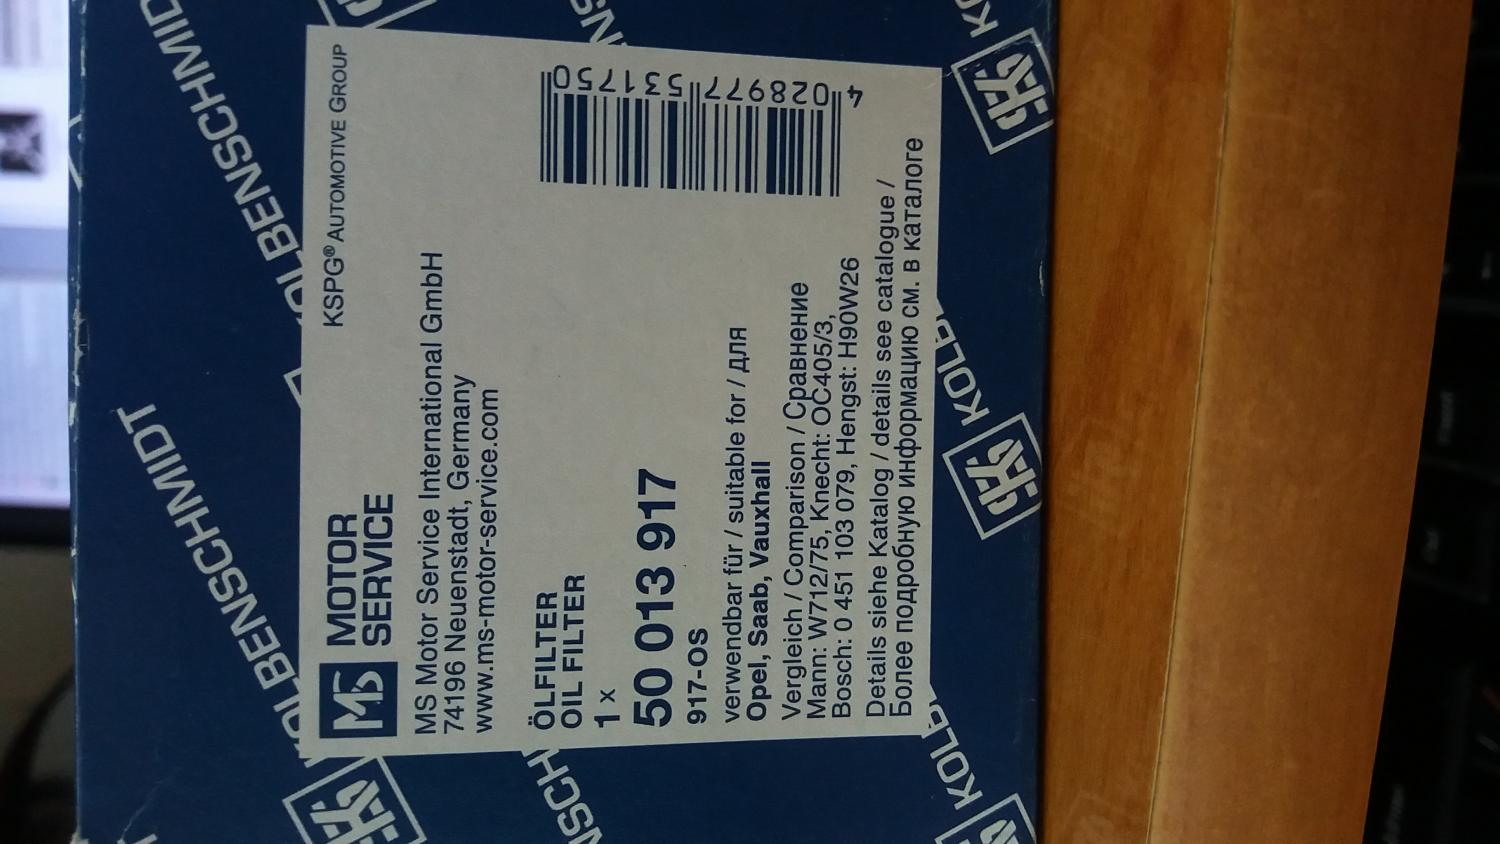 KOLBENSCHMIDT
KOLBENSCHMIDT
MS MOTOR
SERVICE
KSPG® AUTOMOTIVE GROUP
MS Motor Service International GmbH
74196 Neuenstadt, Germany
www.ms-motor-service.com
ÖLFILTER
OIL FILTER
1 x
50 013 917
917-OS
4 028977 531750
verwendbar für / suitable for / для
Opel, Saab, Vauxhall
Vergleich / Comparison / Сравнение
Mann: W712/75, Knecht: OC405/3,
Bosch: 0 451 103 079, Hengst: H90W26
Details siehe Katalog / details see catalogue /
Более подробную информацию см. в каталоге